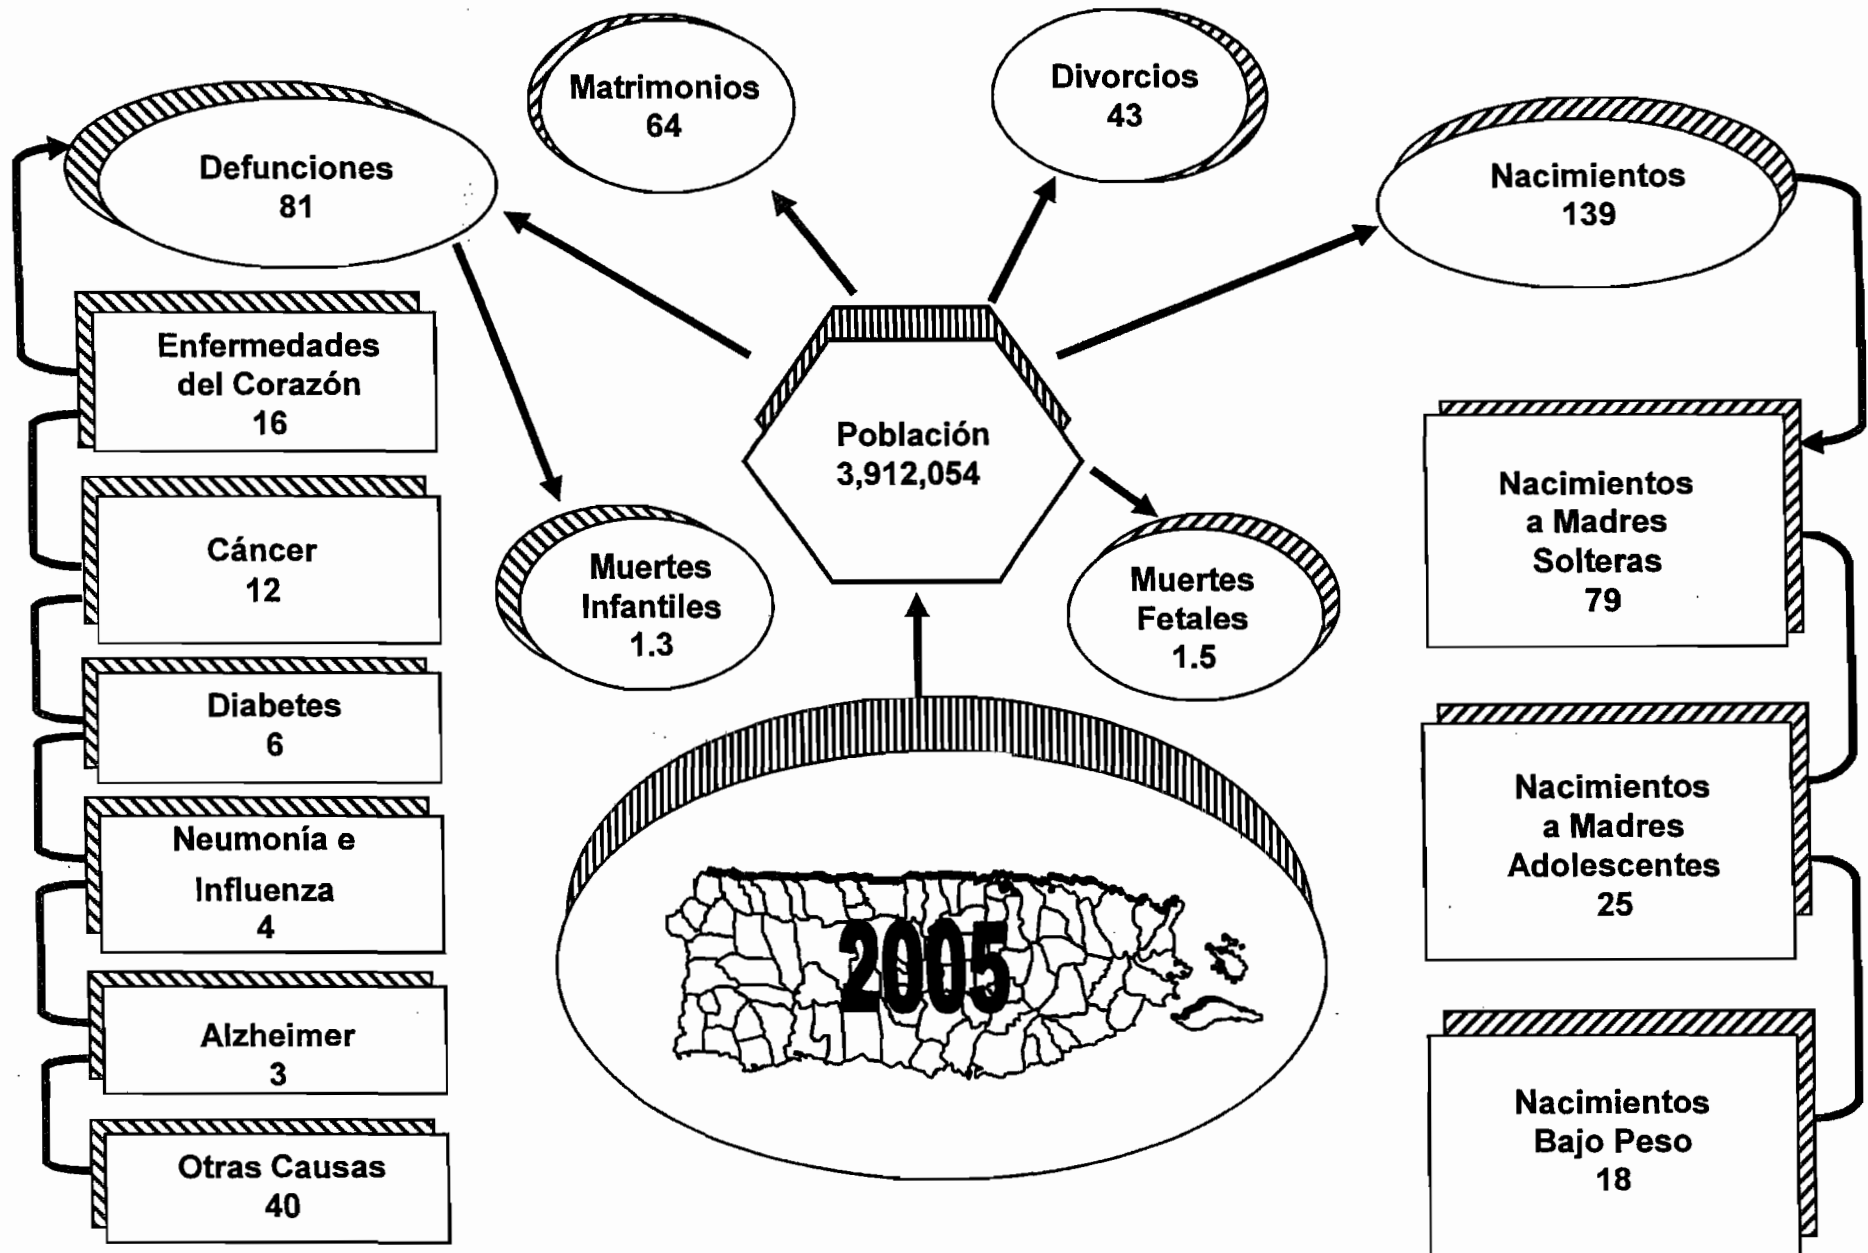 Matrimonios
64
Divorcios
43
Defunciones
81
Nacimientos
139
Enfermedades
del Corazón
16
Cáncer
12
Diabetes
6
Neumonía e
Influenza
4
Alzheimer
3
Otras Causas
40
Población
3,912,054
Muertes
Infantiles
1.3
Muertes
Fetales
1.5
2005
Nacimientos
a Madres
Solteras
79
Nacimientos
a Madres
Adolescentes
25
Nacimientos
Bajo Peso
18